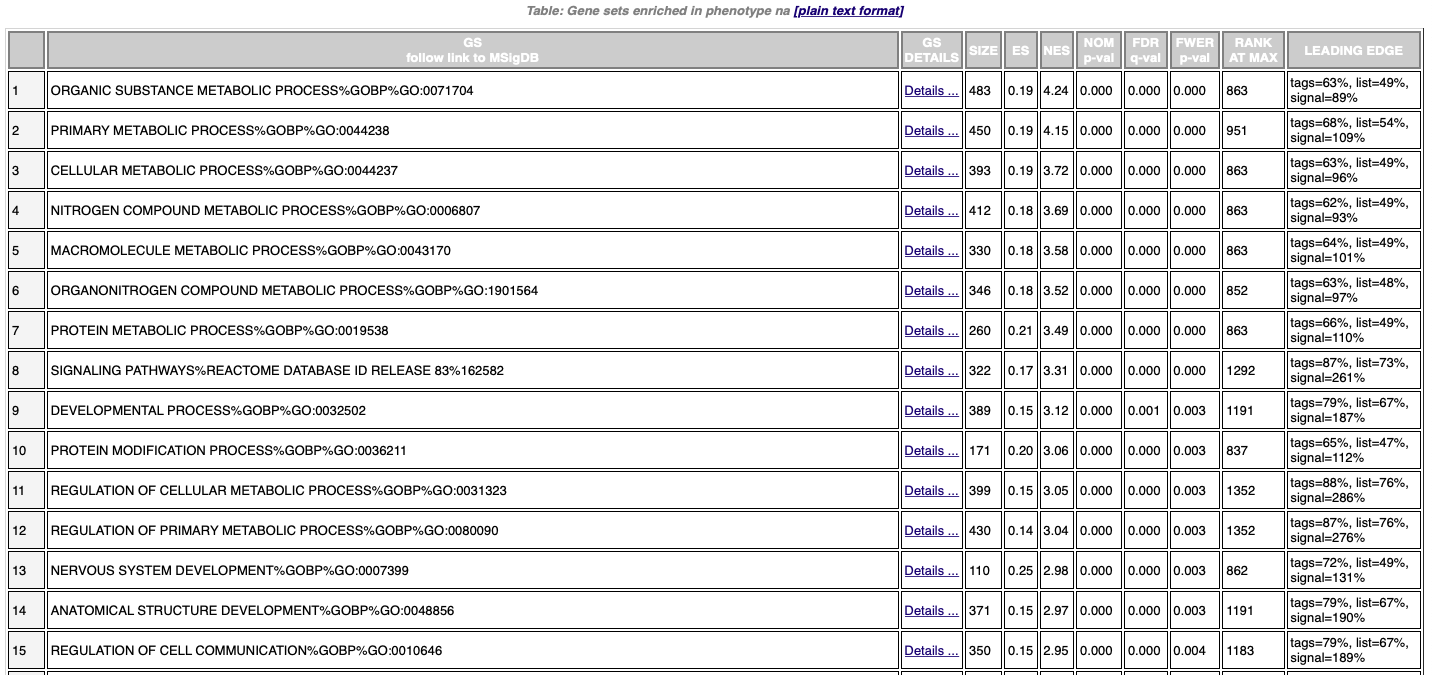 Table: Gene sets enriched in phenotype na [plain text format]
GS follow link to MSigDB GS DETAILS SIZE ES NES NOM p-val FDR q-val FWER p-val RANK AT MAX LEADING EDGE
1 ORGANIC SUBSTANCE METABOLIC PROCESS%GOBP%GO:0071704 Details ... 483 0.19 4.24 0.000 0.000 0.000 863 tags=63%, list=49%, signal=89%
2 PRIMARY METABOLIC PROCESS%GOBP%GO:0044238 Details ... 450 0.19 4.15 0.000 0.000 0.000 951 tags=68%, list=54%, signal=109%
3 CELLULAR METABOLIC PROCESS%GOBP%GO:0044237 Details ... 393 0.19 3.72 0.000 0.000 0.000 863 tags=63%, list=49%, signal=96%
4 NITROGEN COMPOUND METABOLIC PROCESS%GOBP%GO:0006807 Details ... 412 0.18 3.69 0.000 0.000 0.000 863 tags=62%, list=49%, signal=93%
5 MACROMOLECULE METABOLIC PROCESS%GOBP%GO:0043170 Details ... 330 0.18 3.58 0.000 0.000 0.000 863 tags=64%, list=49%, signal=101%
6 ORGANONITROGEN COMPOUND METABOLIC PROCESS%GOBP%GO:1901564 Details ... 346 0.18 3.52 0.000 0.000 0.000 852 tags=63%, list=48%, signal=97%
7 PROTEIN METABOLIC PROCESS%GOBP%GO:0019538 Details ... 260 0.21 3.49 0.000 0.000 0.000 863 tags=66%, list=49%, signal=110%
8 SIGNALING PATHWAYS%REACTOME DATABASE ID RELEASE 83%162582 Details ... 322 0.17 3.31 0.000 0.000 0.000 1292 tags=87%, list=73%, signal=261%
9 DEVELOPMENTAL PROCESS%GOBP%GO:0032502 Details ... 389 0.15 3.12 0.000 0.001 0.003 1191 tags=79%, list=67%, signal=187%
10 PROTEIN MODIFICATION PROCESS%GOBP%GO:0036211 Details ... 171 0.20 3.06 0.000 0.000 0.003 837 tags=65%, list=47%, signal=112%
11 REGULATION OF CELLULAR METABOLIC PROCESS%GOBP%GO:0031323 Details ... 399 0.15 3.05 0.000 0.000 0.003 1352 tags=88%, list=76%, signal=286%
12 REGULATION OF PRIMARY METABOLIC PROCESS%GOBP%GO:0080090 Details ... 430 0.14 3.04 0.000 0.000 0.003 1352 tags=87%, list=76%, signal=276%
13 NERVOUS SYSTEM DEVELOPMENT%GOBP%GO:0007399 Details ... 110 0.25 2.98 0.000 0.000 0.003 862 tags=72%, list=49%, signal=131%
14 ANATOMICAL STRUCTURE DEVELOPMENT%GOBP%GO:0048856 Details ... 371 0.15 2.97 0.000 0.000 0.003 1191 tags=79%, list=67%, signal=190%
15 REGULATION OF CELL COMMUNICATION%GOBP%GO:0010646 Details ... 350 0.15 2.95 0.000 0.000 0.004 1183 tags=79%, list=67%, signal=189%